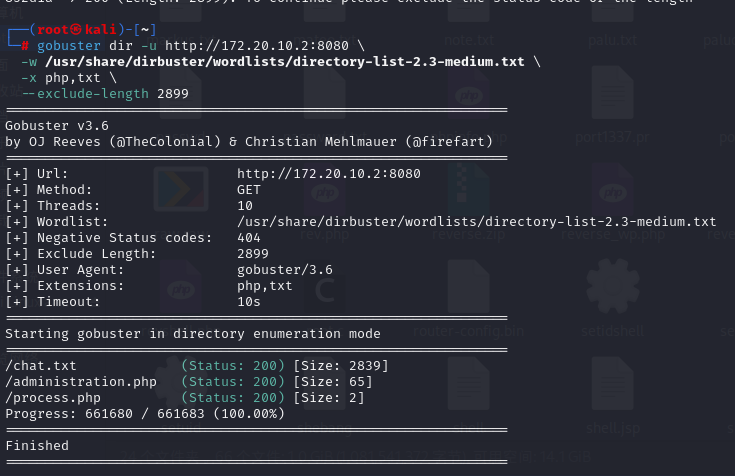 ┌──(root㉿kali)-[~]
└─# gobuster dir -u http://172.20.10.2:8080 \
-w /usr/share/dirbuster/wordlists/directory-list-2.3-medium.txt \
-x php,txt \
--exclude-length 2899
===============================================================
Gobuster v3.6
by OJ Reeves (@TheColonial) & Christian Mehlmauer (@firefart)
===============================================================
[+] Url: http://172.20.10.2:8080
[+] Method: GET
[+] Threads: 10
[+] Wordlist: /usr/share/dirbuster/wordlists/directory-list-2.3-medium.txt
[+] Negative Status codes: 404
[+] Exclude Length: 2899
[+] User Agent: gobuster/3.6
[+] Extensions: php,txt
[+] Timeout: 10s
===============================================================
Starting gobuster in directory enumeration mode
===============================================================
/chat.txt (Status: 200) [Size: 2839]
/administration.php (Status: 200) [Size: 65]
/process.php (Status: 200) [Size: 2]
Progress: 661680 / 661683 (100.00%)
===============================================================
Finished
===============================================================